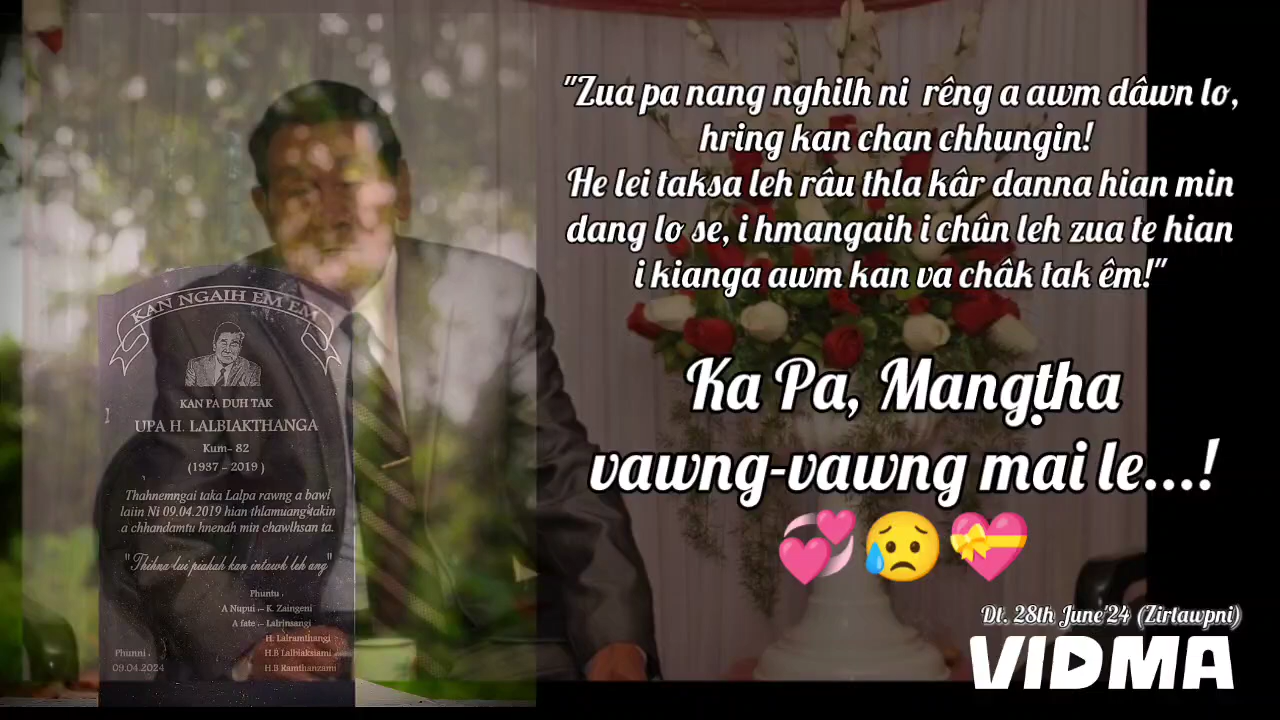 KAN NGAIH EM EM
KAN PA DUH TAK
UPA H. LALBIAKTHANGA
Kum- 82
(1937 - 2019 )
Thahnemngai taka Lalpa rawng a bawl
laiin Ni 09.04.2019 hian thlamuang takin
a chhandamtu hnenah min chawlhsan ta.
"Thihna lui piahah kan intawk leh ang"
Phuntu :
A Nupui :- K. Zaingeni
A fate :- Lalrinsangi
H. Lalramthangi
H.B Lalbiaksiami
H.B Ramthanzami
Phunni :
09.04.2024
"Zua pa nang nghilh ni rêng a awm dâwn lo,
hring kan chan chhungin!
He lei taksa leh râu thla kâr danna hian min
dang lo se, i hmangaih i chûn leh zua te hian
i kianga awm kan va châk tak êm!"
Ka Pa, Mangṭha
vawng-vawng mai le...!
💞😥💝
Dt. 28th June'24 (Zirtawpni)
VIDMA